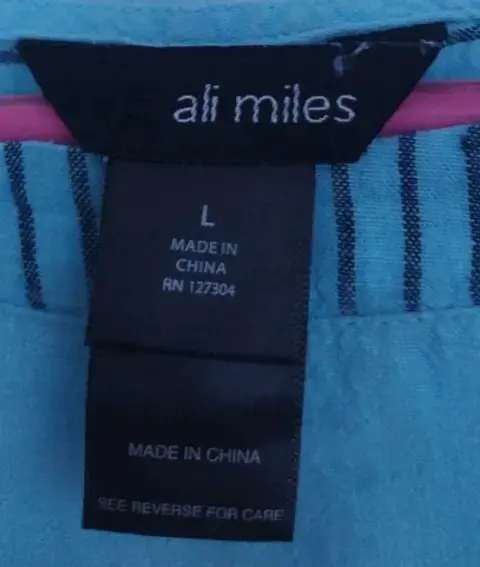 ali miles
L
MADE IN
CHINA
RN 127304
MADE IN CHINA
SEE REVERSE FOR CARE